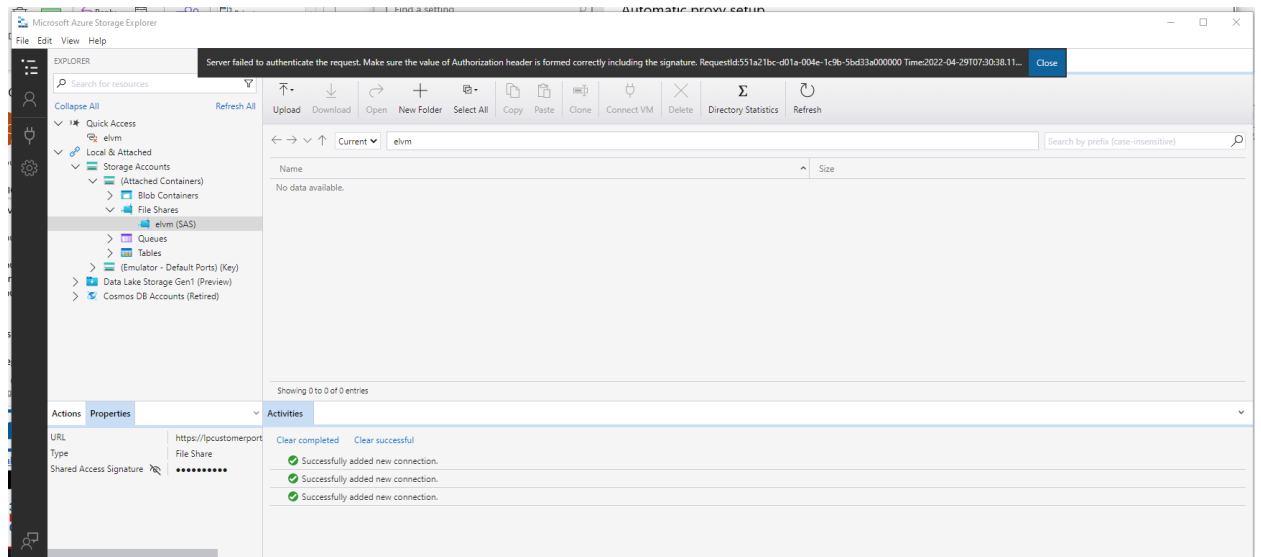 Find a setting
Automatic proxy setup
Microsoft Azure Storage Explorer
File Edit View Help
EXPLORER
Server failed to authenticate the request. Make sure the value of Authorization header is formed correctly including the signature. RequestId:551a21bc-d01a-004e-1c9b-5bd33a000000 Time:2022-04-29T07:30:38.11...
Close
Search for resources
Collapse All
Refresh All
Upload Download Open New Folder Select All Copy Paste Clone Connect VM Delete Directory Statistics Refresh
Quick Access
elvm
Local & Attached
Storage Accounts
(Attached Containers)
Blob Containers
File Shares
elvm (SAS)
Queues
Tables
(Emulator - Default Ports) (Key)
Data Lake Storage Gen1 (Preview)
Cosmos DB Accounts (Retired)
Current
elvm
Search by prefix (case-insensitive)
Name
Size
No data available.
Showing 0 to 0 of 0 entries
Actions Properties
URL https://lpcustomerport
Type File Share
Shared Access Signature ••••••••••
Activities
Clear completed Clear successful
Successfully added new connection.
Successfully added new connection.
Successfully added new connection.